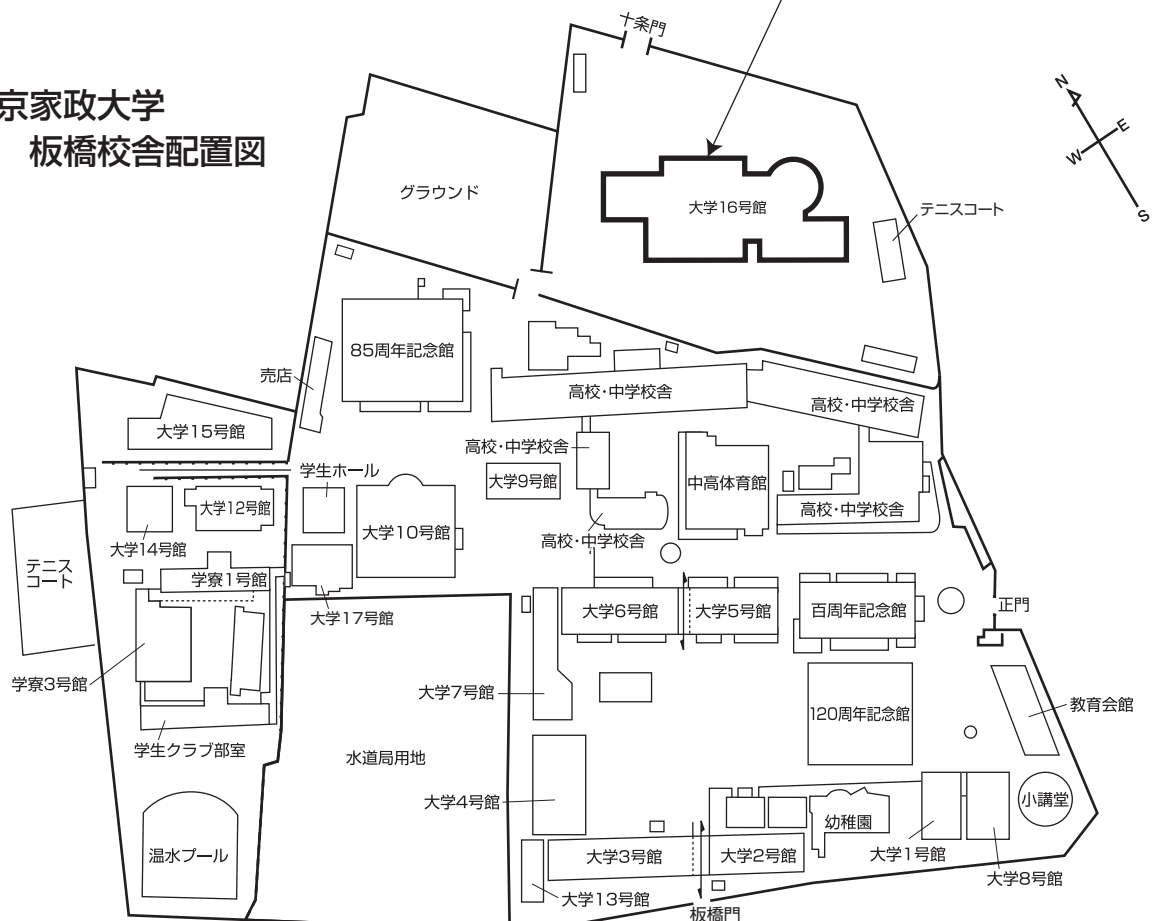 京家政大学
板橋校舎配置図
十条門
N
E
W
S
グラウンド
大学16号館
テニスコート
85周年記念館
売店
高校・中学校舎
高校・中学校舎
大学15号館
高校・中学校舎
学生ホール
大学9号館
中高体育館
大学12号館
高校・中学校舎
大学10号館
大学14号館
高校・中学校舎
テニス
コート
学寮1号館
大学6号館
大学5号館
百周年記念館
正門
大学17号館
学寮3号館
大学7号館
教育会館
120周年記念館
学生クラブ部室
水道局用地
大学4号館
小講堂
幼稚園
温水プール
大学3号館
大学2号館
大学1号館
大学8号館
大学13号館
板橋門